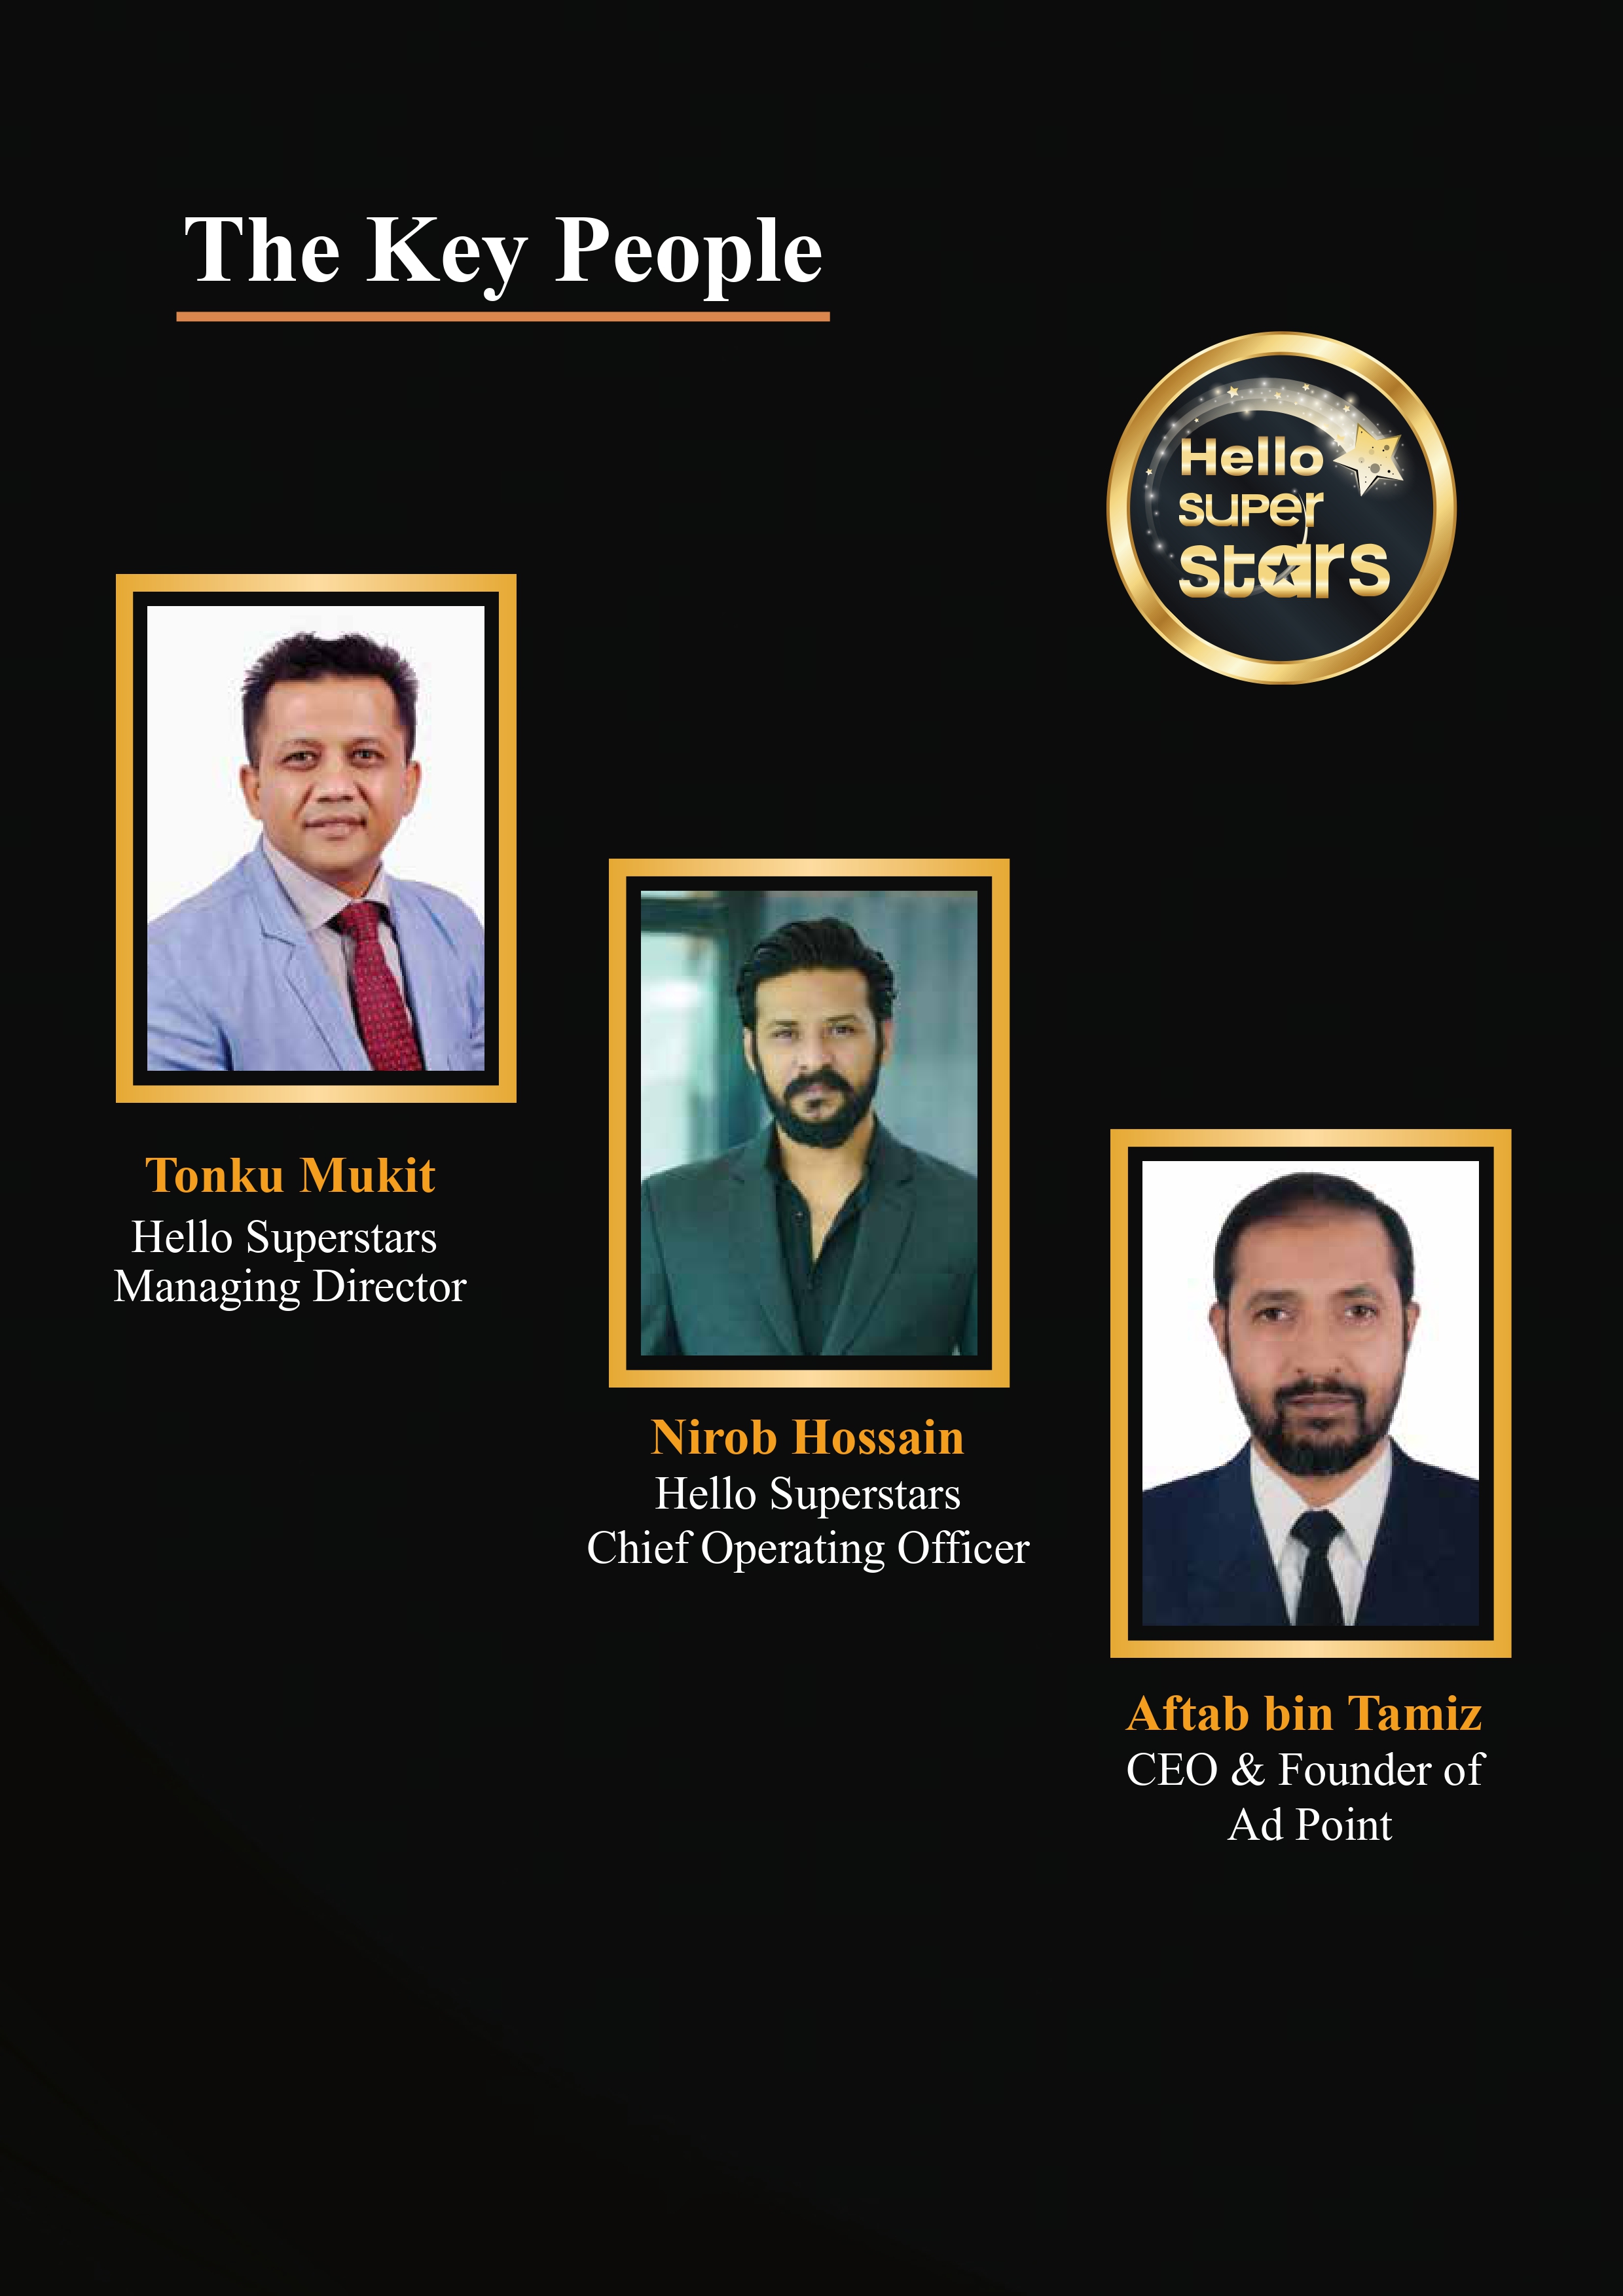 The Key People
Hello
super
stars
Tonku Mukit
Hello Superstars
Managing Director
Nirob Hossain
Hello Superstars
Chief Operating Officer
Aftab bin Tamiz
CEO & Founder of
Ad Point